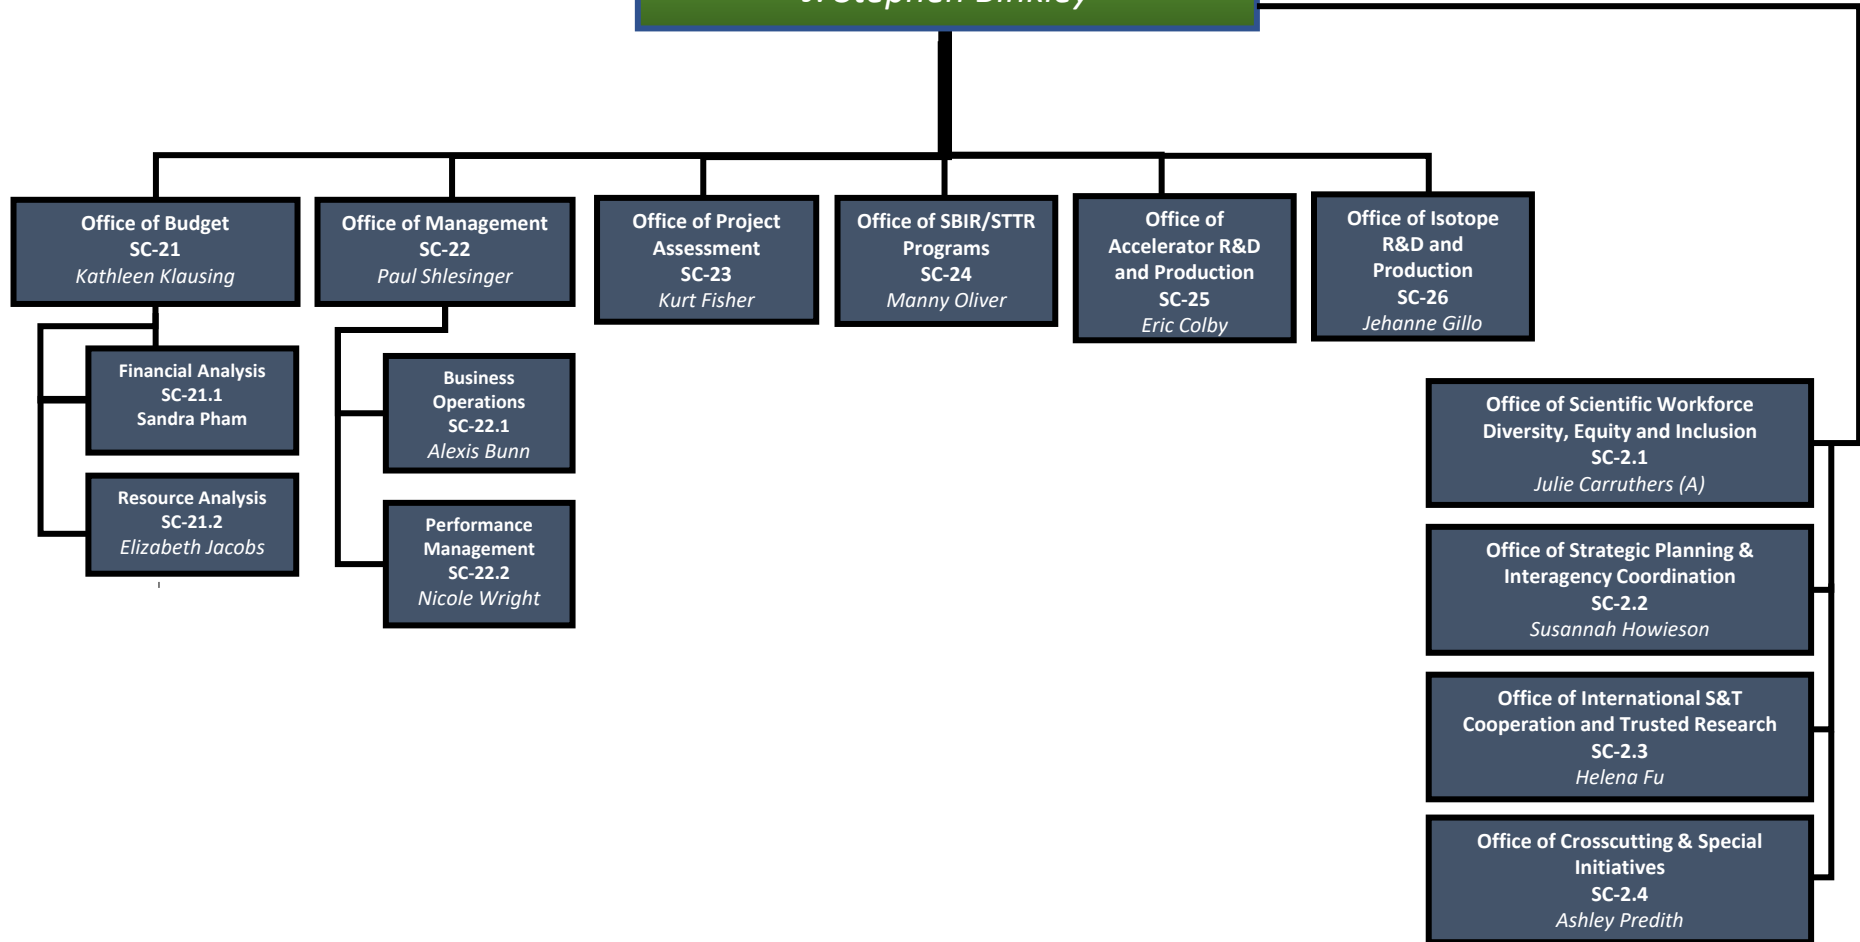 J. Stephen Binkley
Office of Budget
SC-21
Kathleen Klausing
Office of Management
SC-22
Paul Shlesinger
Office of Project
Assessment
SC-23
Kurt Fisher
Office of SBIR/STTR
Programs
SC-24
Manny Oliver
Office of
Accelerator R&D
and Production
SC-25
Eric Colby
Office of Isotope
R&D and
Production
SC-26
Jehanne Gillo
Financial Analysis
SC-21.1
Sandra Pham
Resource Analysis
SC-21.2
Elizabeth Jacobs
Business
Operations
SC-22.1
Alexis Bunn
Performance
Management
SC-22.2
Nicole Wright
Office of Scientific Workforce
Diversity, Equity and Inclusion
SC-2.1
Julie Carruthers (A)
Office of Strategic Planning &
Interagency Coordination
SC-2.2
Susannah Howieson
Office of International S&T
Cooperation and Trusted Research
SC-2.3
Helena Fu
Office of Crosscutting & Special
Initiatives
SC-2.4
Ashley Predith